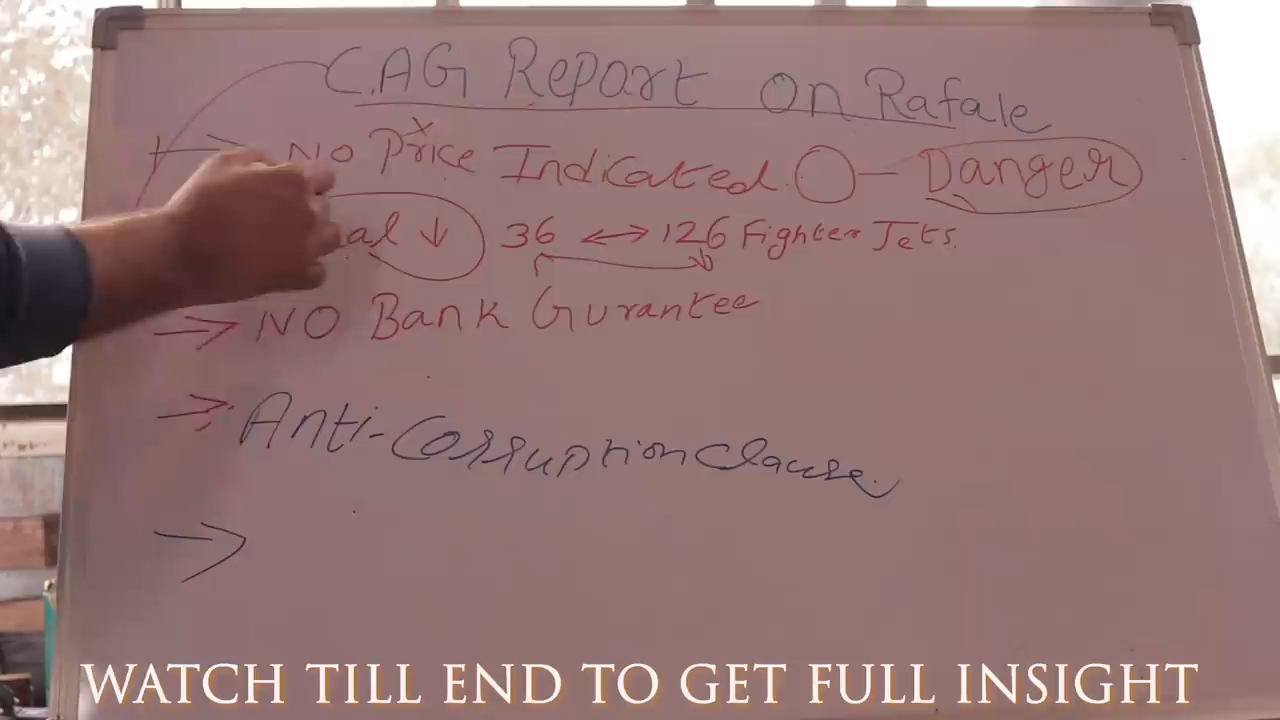 C.AG Report On Rafale
→ NO Price Indicated. — Danger
↓ 36 ↔ 126 Fighter Jets.
→ NO Bank Gurantee
→ Anti-Corruption Clause.
→
WATCH TILL END TO GET FULL INSIGHT